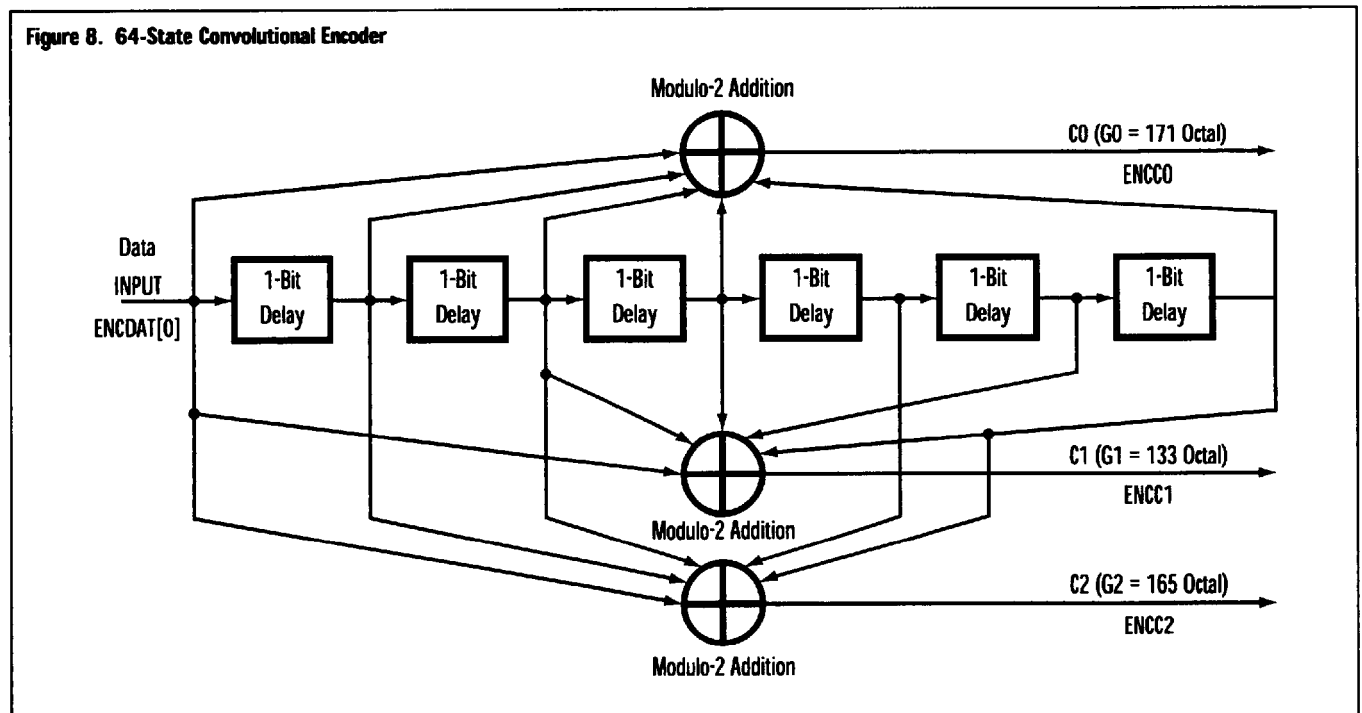 Figure 8. 64-State Convolutional Encoder
Modulo-2 Addition
C0 (G0 = 171 Octal)
ENCC0
Data
INPUT
ENCDAT[0]
1-Bit
Delay
1-Bit
Delay
1-Bit
Delay
1-Bit
Delay
1-Bit
Delay
1-Bit
Delay
C1 (G1 = 133 Octal)
ENCC1
Modulo-2 Addition
C2 (G2 = 165 Octal)
ENCC2
Modulo-2 Addition